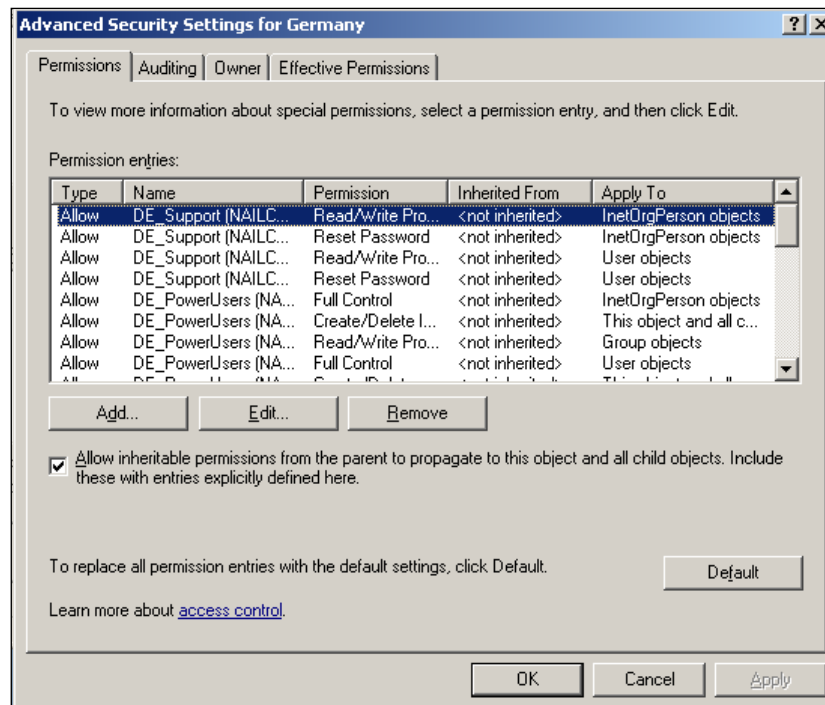 Advanced Security Settings for Germany
Permissions Auditing Owner Effective Permissions
To view more information about special permissions, select a permission entry, and then click Edit.
Permission entries:
Type Name Permission Inherited From Apply To
Allow DE_Support (NAILC... Read/Write Pro... <not inherited> InetOrgPerson objects
Allow DE_Support (NAILC... Reset Password <not inherited> InetOrgPerson objects
Allow DE_Support (NAILC... Read/Write Pro... <not inherited> User objects
Allow DE_Support (NAILC... Reset Password <not inherited> User objects
Allow DE_PowerUsers (NA... Full Control <not inherited> InetOrgPerson objects
Allow DE_PowerUsers (NA... Create/Delete I... <not inherited> This object and all c...
Allow DE_PowerUsers (NA... Read/Write Pro... <not inherited> Group objects
Allow DE_PowerUsers (NA... Full Control <not inherited> User objects
Add... Edit... Remove
Allow inheritable permissions from the parent to propagate to this object and all child objects. Include
these with entries explicitly defined here.
To replace all permission entries with the default settings, click Default.
Default
Learn more about access control.
OK Cancel Apply